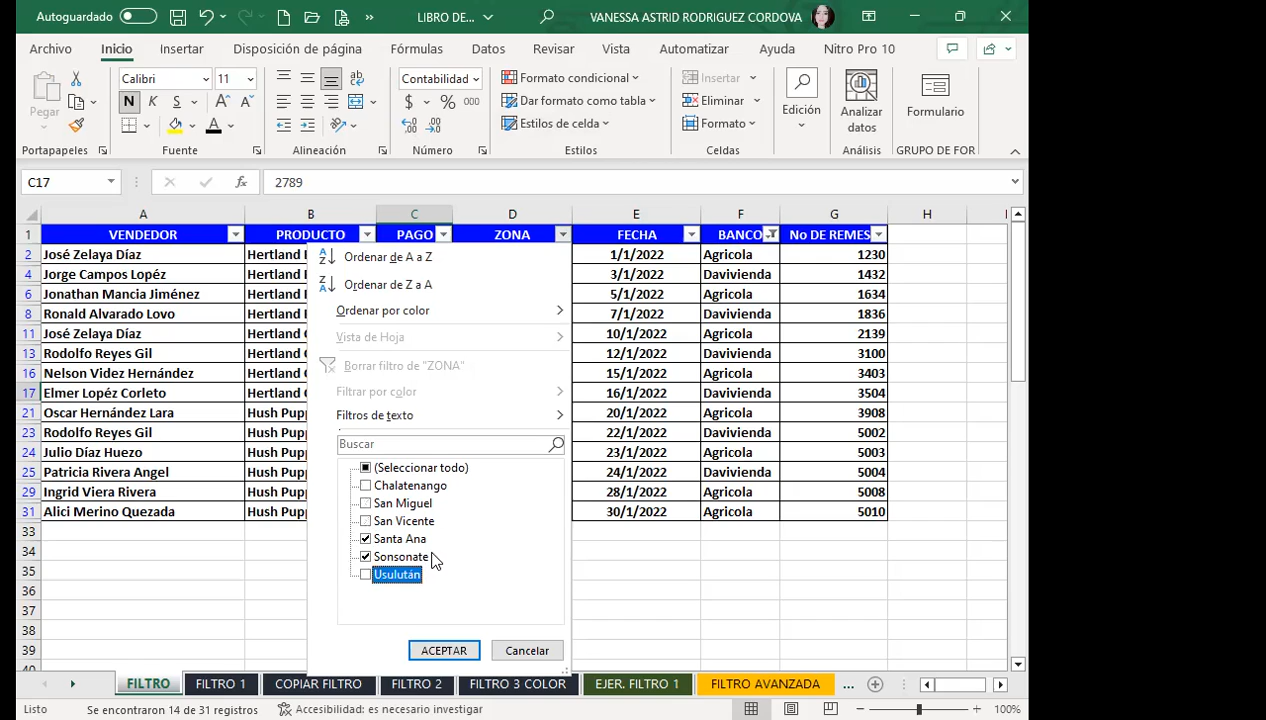 Autoguardado
LIBRO DE...
VANESSA ASTRID RODRIGUEZ CORDOVA
Archivo Inicio Insertar Disposición de página Fórmulas Datos Revisar Vista Automatizar Ayuda Nitro Pro 10
Pegar
Portapapeles
Calibri 11
N K S
Fuente
Alineación
Contabilidad
$ % 000
Número
Formato condicional
Dar formato como tabla
Estilos de celda
Estilos
Insertar
Eliminar
Formato
Celdas
Edición
Analizar datos
Análisis
Formulario
GRUPO DE FOR
C17 fx 2789
A B C D E F G H I
1 VENDEDOR PRODUCTO PAGO ZONA FECHA BANCO No DE REMES
2 José Zelaya Díaz Hertland 1/1/2022 Agricola 1230
4 Jorge Campos Lopéz Hertland 3/1/2022 Davivienda 1432
6 Jonathan Mancia Jiménez Hertland 5/1/2022 Agricola 1634
8 Ronald Alvarado Lovo Hertland 7/1/2022 Davivienda 1836
11 José Zelaya Díaz Hertland 10/1/2022 Agricola 2139
13 Rodolfo Reyes Gil Hertland 12/1/2022 Davivienda 3100
16 Nelson Videz Hernández Hertland 15/1/2022 Agricola 3403
17 Elmer Lopéz Corleto Hertland 16/1/2022 Davivienda 3504
21 Oscar Hernández Lara Hush Pup 20/1/2022 Agricola 3908
23 Rodolfo Reyes Gil Hush Pup 22/1/2022 Davivienda 5002
24 Julio Díaz Huezo Hush Pup 23/1/2022 Agricola 5003
25 Patricia Rivera Angel Hush Pup 24/1/2022 Davivienda 5004
29 Ingrid Viera Rivera Hush Pup 28/1/2022 Agricola 5008
31 Alici Merino Quezada Hush Pup 30/1/2022 Agricola 5010
33
34
35
36
37
38
39
40
Ordenar de A a Z
Ordenar de Z a A
Ordenar por color
Vista de Hoja
Borrar filtro de "ZONA"
Filtrar por color
Filtros de texto
Buscar
(Seleccionar todo)
Chalatenango
San Miguel
San Vicente
Santa Ana
Sonsonate
Usulután
ACEPTAR Cancelar
FILTRO FILTRO 1 COPIAR FILTRO FILTRO 2 FILTRO 3 COLOR EJER. FILTRO 1 FILTRO AVANZADA ...
Listo Se encontraron 14 de 31 registros Accesibilidad: es necesario investigar 100%